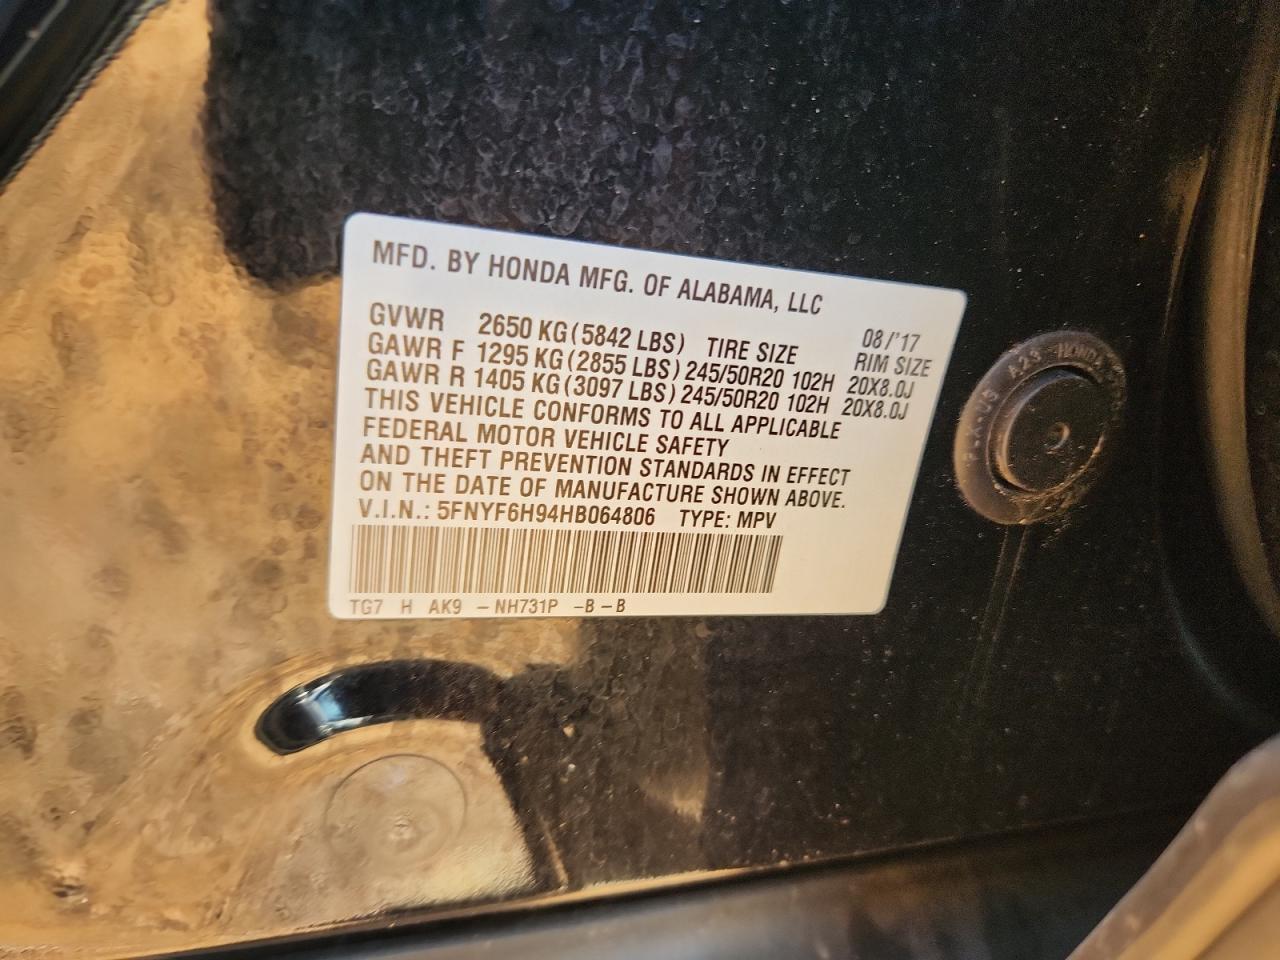 MFD. BY HONDA MFG. OF ALABAMA, LLC
08/'17
GVWR 2650 KG (5842 LBS) TIRE SIZE RIM SIZE
GAWR F 1295 KG (2855 LBS) 245/50R20 102H 20X8.0J
GAWR R 1405 KG (3097 LBS) 245/50R20 102H 20X8.0J
THIS VEHICLE CONFORMS TO ALL APPLICABLE
FEDERAL MOTOR VEHICLE SAFETY
AND THEFT PREVENTION STANDARDS IN EFFECT
ON THE DATE OF MANUFACTURE SHOWN ABOVE.
V.I.N.: 5FNYF6H94HB064806 TYPE: MPV
TG7 H AK9 -NH731P -B-B
A23 HONDA